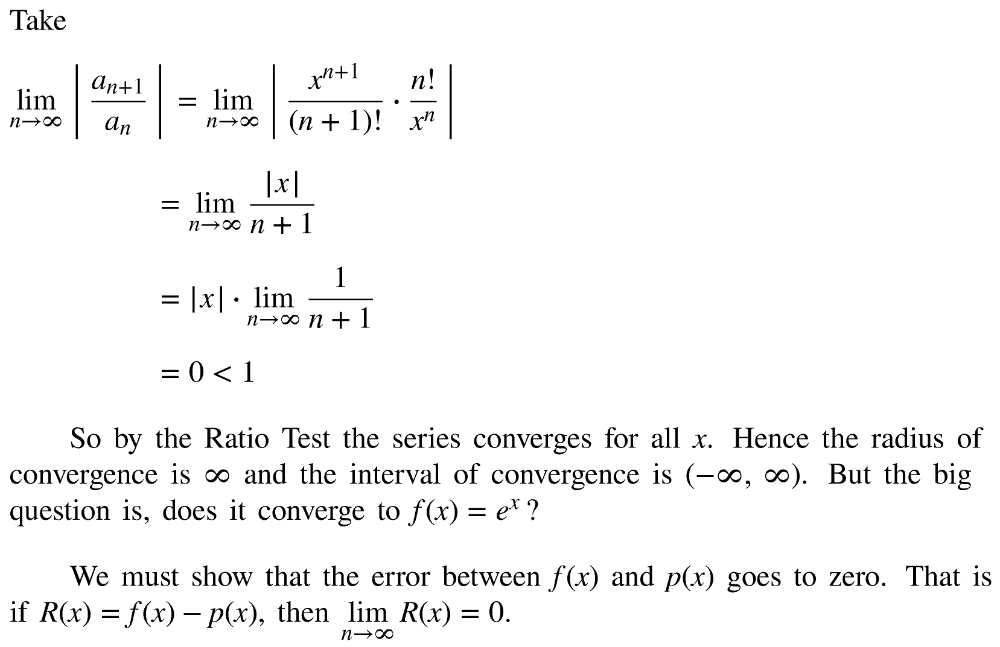 Take
$\lim_{n \to \infty} \left| \frac{a_{n+1}}{a_n} \right| = \lim_{n \to \infty} \left| \frac{x^{n+1}}{(n+1)!} \cdot \frac{n!}{x^n} \right|$
$= \lim_{n \to \infty} \frac{|x|}{n+1}$
$= |x| \cdot \lim_{n \to \infty} \frac{1}{n+1}$
$= 0 < 1$
So by the Ratio Test the series converges for all $x$. Hence the radius of
convergence is $\infty$ and the interval of convergence is $(-\infty, \infty)$. But the big
question is, does it converge to $f(x) = e^x$ ?
We must show that the error between $f(x)$ and $p(x)$ goes to zero. That is
if $R(x) = f(x) - p(x)$, then $\lim_{n \to \infty} R(x) = 0$.